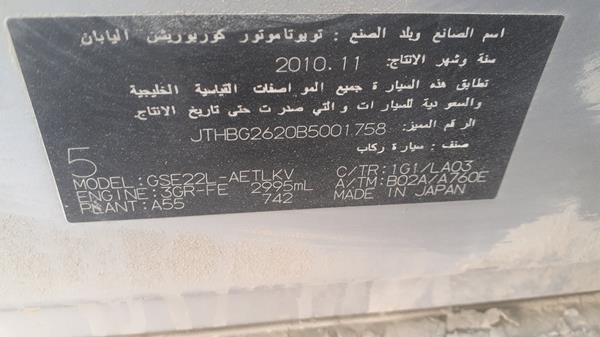 اسم الصانع وبلد الصنع : تويوتاموتور كوربوريشن اليابان
سنة وشهر الانتاج: 2010.11
تطابق هذه السيارة جميع المواصفات القياسية الخليجية
والسعودية للسيارات والتي صدرت حتى تاريخ الانتاج.
الرقم المميز: JTHBG2620B5001758
صنف : سيارة ركاب
5
MODEL: GSE22L-AETLKV C/TR: 1G1/LA03
ENGINE: 3GR-FE 2995mL A/TM: B02A/A760E
PLANT: A55 742 MADE IN JAPAN